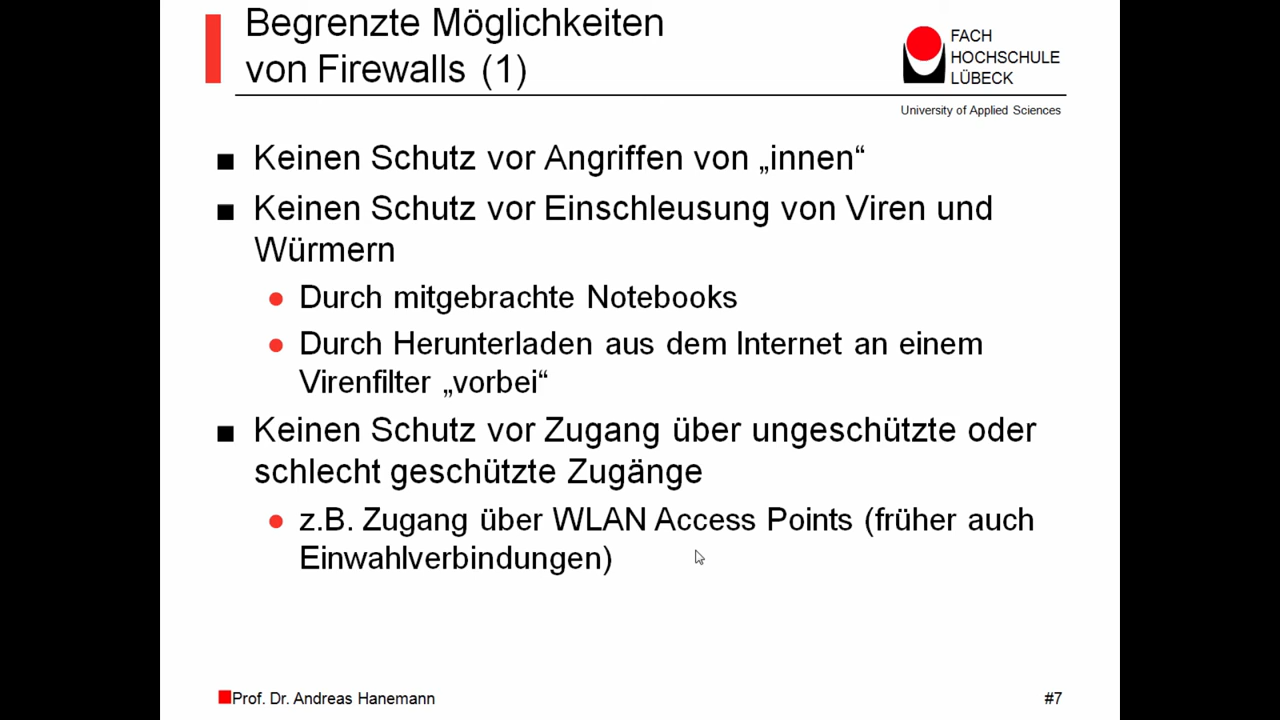 Begrenzte Möglichkeiten
von Firewalls (1)
FACH
HOCHSCHULE
LÜBECK
University of Applied Sciences
■ Keinen Schutz vor Angriffen von „innen“
■ Keinen Schutz vor Einschleusung von Viren und
Würmern
● Durch mitgebrachte Notebooks
● Durch Herunterladen aus dem Internet an einem
Virenfilter „vorbei“
■ Keinen Schutz vor Zugang über ungeschützte oder
schlecht geschützte Zugänge
● z.B. Zugang über WLAN Access Points (früher auch
Einwahlverbindungen)
Prof. Dr. Andreas Hanemann
#7